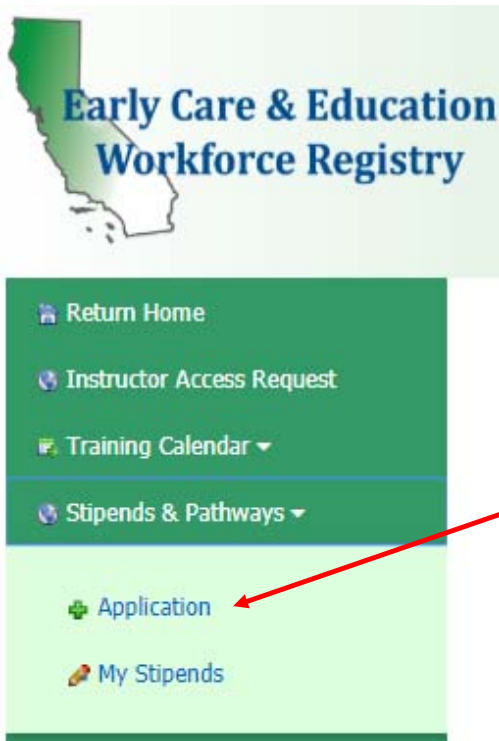 Early Care & Education
Workforce Registry
Return Home
Instructor Access Request
Training Calendar
Stipends & Pathways
Application
My Stipends